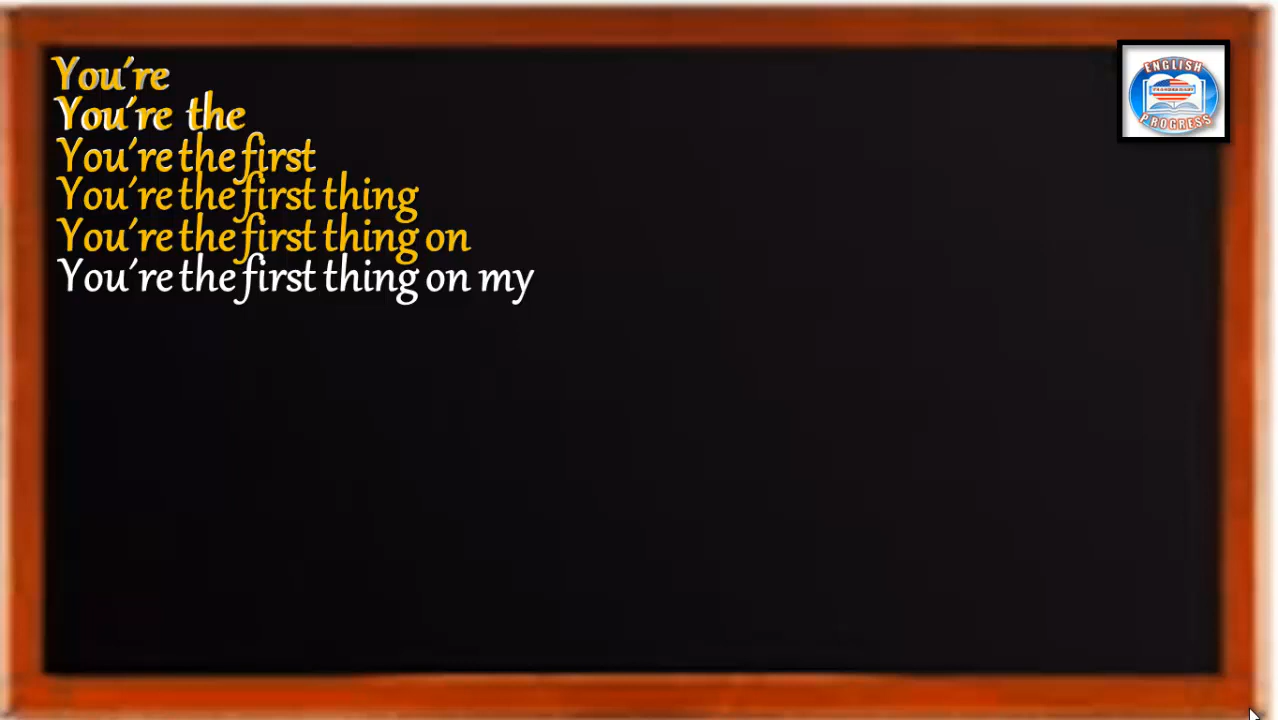 You're
You're the
You're the first
You're the first thing
You're the first thing on
You're the first thing on my
ENGLISH
PROGRESS